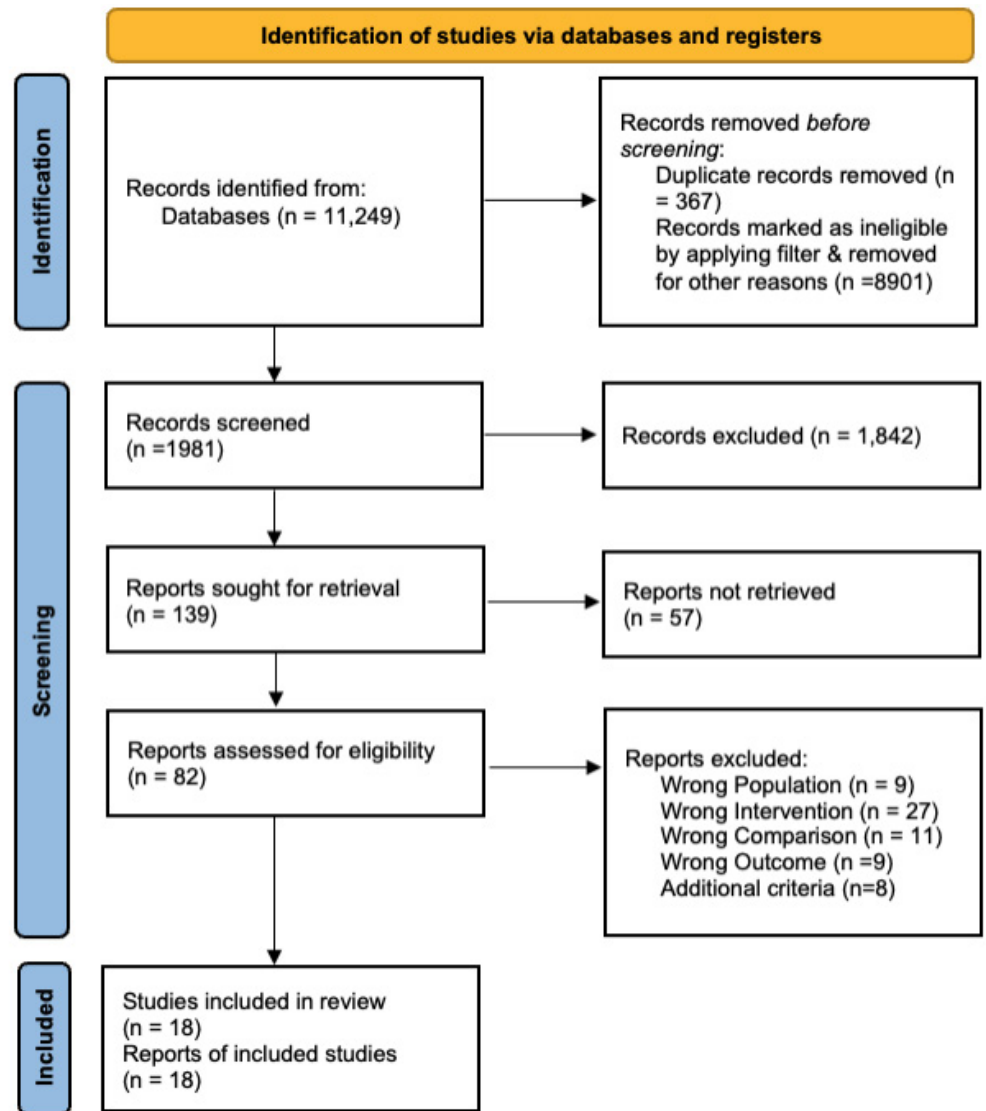 Identification of studies via databases and registers
Identification
Records identified from:
Databases (n = 11,249)
Records removed before
screening:
Duplicate records removed (n
= 367)
Records marked as ineligible
by applying filter & removed
for other reasons (n =8901)
Screening
Records screened
(n =1981)
Records excluded (n = 1,842)
Reports sought for retrieval
(n = 139)
Reports not retrieved
(n = 57)
Reports assessed for eligibility
(n = 82)
Reports excluded:
Wrong Population (n = 9)
Wrong Intervention (n = 27)
Wrong Comparison (n = 11)
Wrong Outcome (n =9)
Additional criteria (n=8)
Included
Studies included in review
(n = 18)
Reports of included studies
(n = 18)